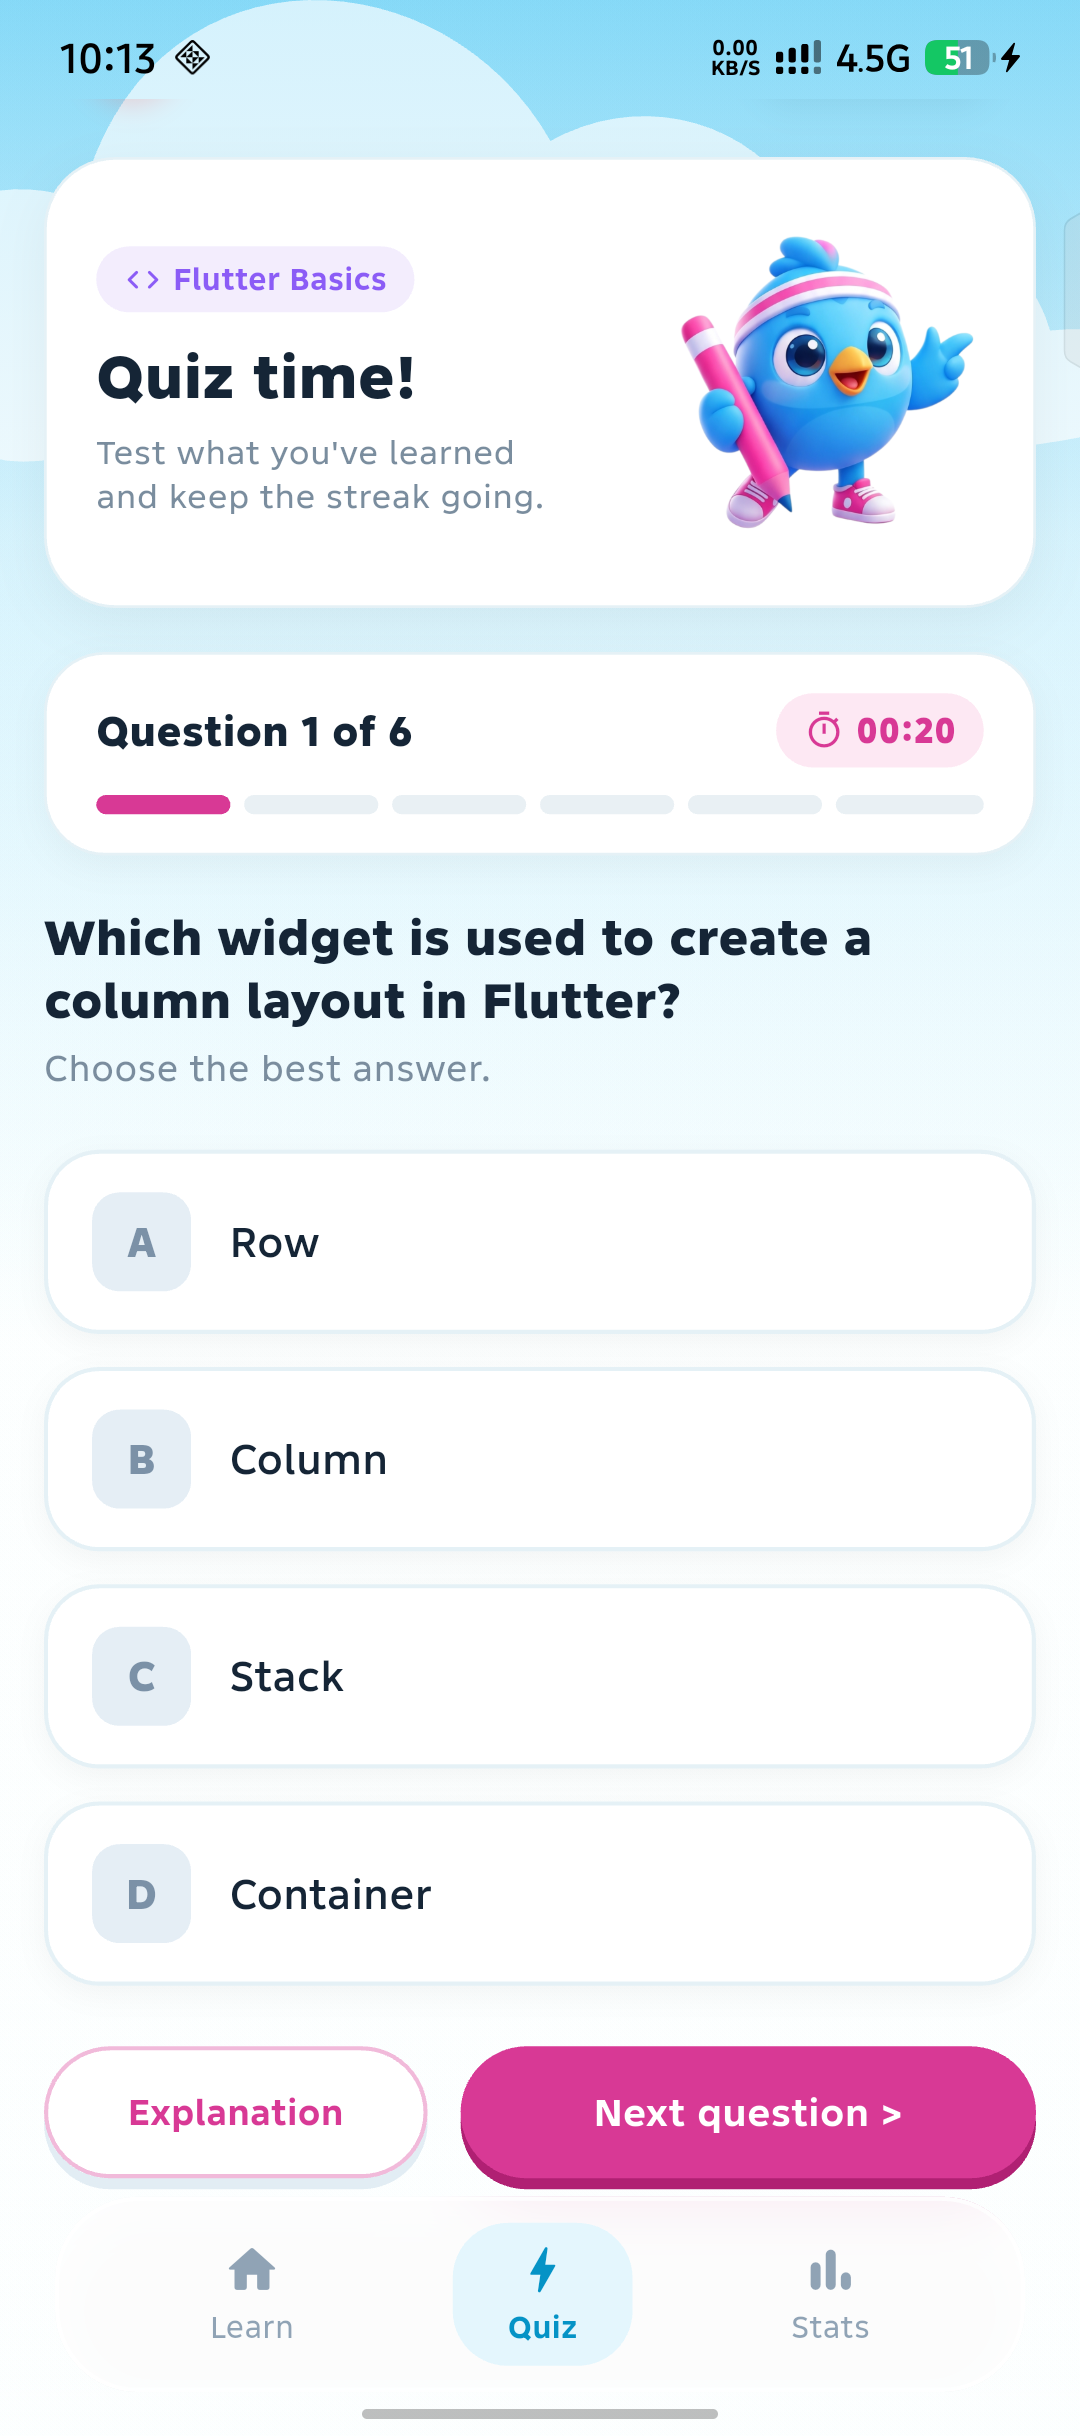 10:13
0.00
KB/S
4.5G
51
<> Flutter Basics
Quiz time!
Test what you've learned
and keep the streak going.
Question 1 of 6
00:20
Which widget is used to create a
column layout in Flutter?
Choose the best answer.
A Row
B Column
C Stack
D Container
Explanation
Next question >
Learn
Quiz
Stats